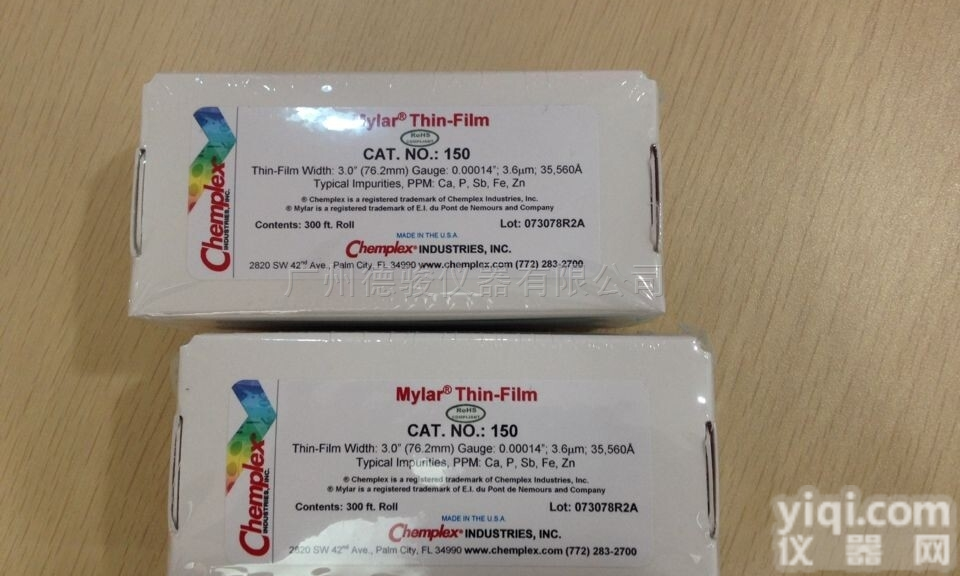 Mylar® Thin-Film
RoHS
COMPLIANT
CAT. NO.: 150
Thin-Film Width: 3.0" (76.2mm) Gauge: 0.00014"; 3.6µm; 35,560Å
Typical Impurities, PPM: Ca, P, Sb, Fe, Zn
® Chemplex is a registered trademark of Chemplex Industries, Inc.
® Mylar is a registered trademark of E.I. du Pont de Nemours and Company
Contents: 300 ft. Roll Lot: 073078R2A
MADE IN THE U.S.A.
Chemplex® INDUSTRIES, INC.
2820 SW 42nd Ave., Palm City, FL 34990 www.chemplex.com (772) 283-2700
Chemplex®
INDUSTRIES, INC.
广州德骏仪器有限公司
Mylar® Thin-Film
RoHS
COMPLIANT
CAT. NO.: 150
Thin-Film Width: 3.0" (76.2mm) Gauge: 0.00014"; 3.6µm; 35,560Å
Typical Impurities, PPM: Ca, P, Sb, Fe, Zn
® Chemplex is a registered trademark of Chemplex Industries, Inc.
® Mylar is a registered trademark of E.I. du Pont de Nemours and Company
Contents: 300 ft. Roll Lot: 073078R2A
MADE IN THE U.S.A.
Chemplex® INDUSTRIES, INC.
2820 SW 42nd Ave., Palm City, FL 34990 www.chemplex.com (772) 283-2700
Chemplex®
INDUSTRIES, INC.
yiqi.com
仪器网